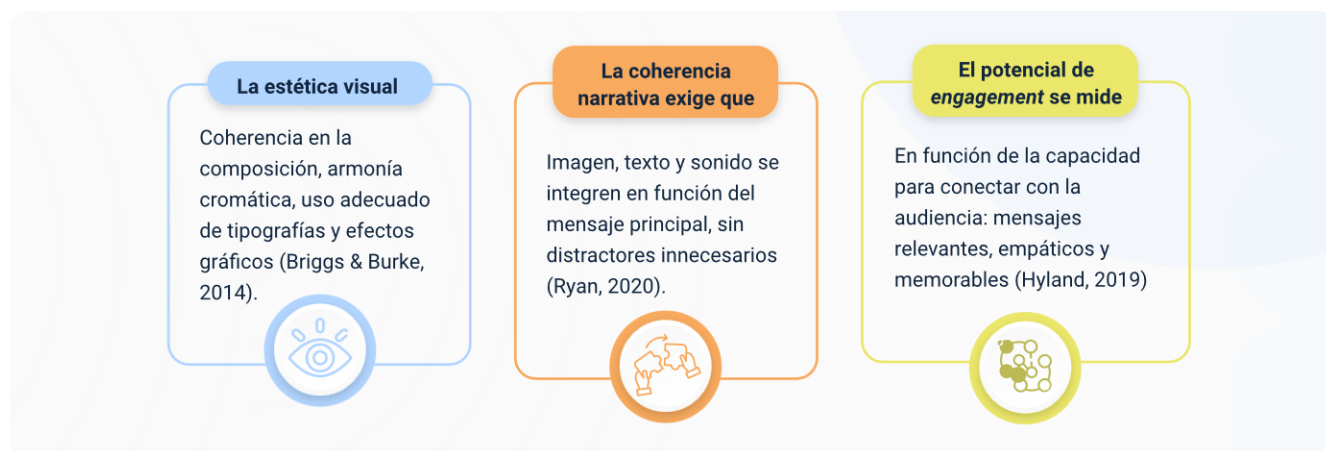 La estética visual
Coherencia en la
composición, armonía
cromática, uso adecuado
de tipografías y efectos
gráficos (Briggs & Burke,
2014).
La coherencia
narrativa exige que
Imagen, texto y sonido se
integren en función del
mensaje principal, sin
distractores innecesarios
(Ryan, 2020).
El potencial de
engagement se mide
En función de la capacidad
para conectar con la
audiencia: mensajes
relevantes, empáticos y
memorables (Hyland, 2019)